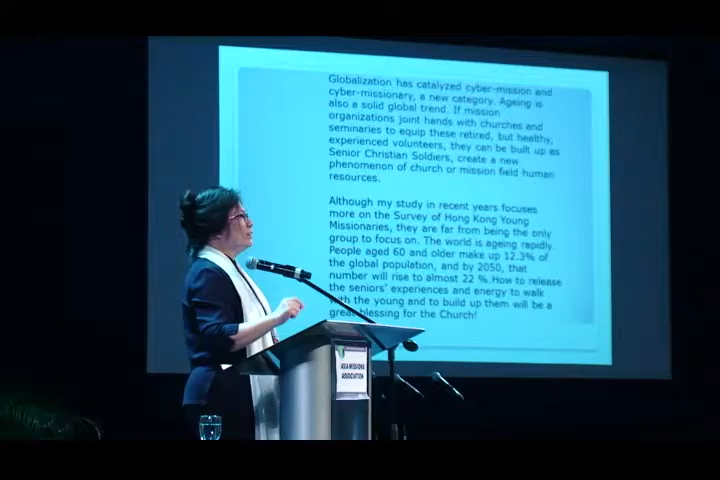 Globalization has catalyzed cyber-mission and
cyber-missionary, a new category. Ageing is
also a solid global trend. If mission
organizations joint hands with churches and
seminaries to equip these retired, but healthy,
experienced volunteers, they can be built up as
Senior Christian Soldiers, create a new
phenomenon of church or mission field human
resources.
Although my study in recent years focuses
more on the Survey of Hong Kong Young
Missionaries, they are far from being the only
group to focus on. The world is ageing rapidly.
People aged 60 and older make up 12.3% of
the global population, and by 2050, that
number will rise to almost 22 %.How to release
the seniors' experiences and energy to walk
with the young and to build up them will be a
great blessing for the Church!
ASIA MISSIONS
ASSOCIATION